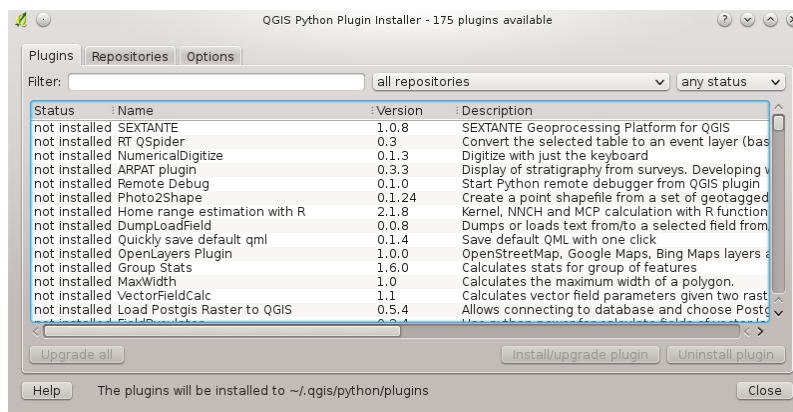 QGIS Python Plugin Installer - 175 plugins available
Plugins Repositories Options
Filter: all repositories any status
Status Name Version Description
not installed SEXTANTE 1.0.8 SEXTANTE Geoprocessing Platform for QGIS
not installed RT QSpider 0.3 Convert the selected table to an event layer (bas
not installed NumericalDigitize 0.1.3 Digitize with just the keyboard
not installed ARPAT plugin 0.3.3 Display of stratigraphy from surveys. Developing
not installed Remote Debug 0.1.0 Start Python remote debugger from QGIS plugin
not installed Photo2Shape 0.1.24 Create a point shapefile from a set of geotagged
not installed Home range estimation with R 2.1.8 Kernel, NNCH and MCP calculation with R function
not installed DumpLoadField 0.0.8 Dumps or loads text from/to a selected field from
not installed Quickly save default qml 0.1.4 Save default QML with one click
not installed OpenLayers Plugin 1.0.0 OpenStreetMap, Google Maps, Bing Maps layers a
not installed Group Stats 1.6.0 Calculates stats for group of features
not installed MaxWidth 1.0 Calculates the maximum width of a polygon.
not installed VectorFieldCalc 1.1 Calculates vector field parameters given two rast
not installed Load Postgis Raster to QGIS 0.5.4 Allows connecting to database and choose Postg
Upgrade all Install/upgrade plugin Uninstall plugin
Help The plugins will be installed to ~/.qgis/python/plugins Close